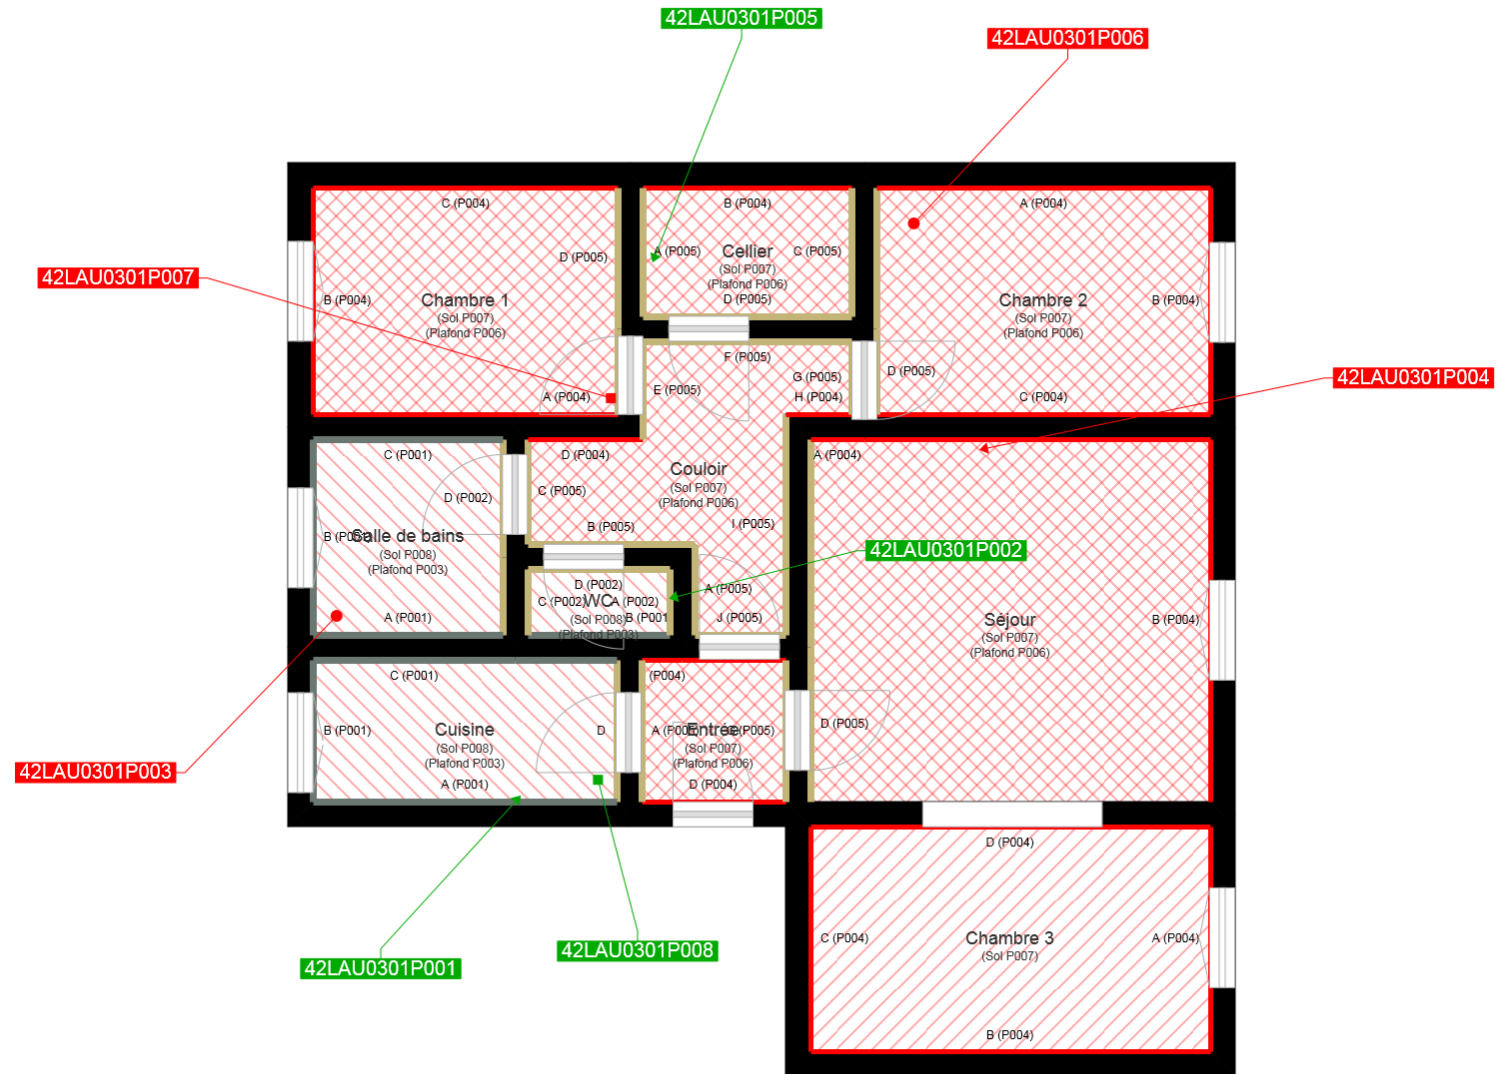 42LAU0301P005
42LAU0301P006
C (P004)
B (P004)
A (P004)
D (P005)
A (P005)
Cellier
C (P005)
(Sol P007)
(Plafond P006)
D (P005)
42LAU0301P007
B (P004)
Chambre 1
(Sol P007)
(Plafond P006)
Chambre 2
(Sol P007)
(Plafond P006)
B (P004)
F (P005)
E (P005)
G (P005)
H (P004)
D (P005)
A (P004)
C (P004)
42LAU0301P004
C (P001)
D (P004)
A (P004)
D (P002)
C (P005)
Couloir
(Sol P007)
(Plafond P006)
B (P005)
I (P005)
Salle de bains
(Sol P008)
(Plafond P003)
42LAU0301P002
D (P002)
C (P002)
WC
A (P002)
A (P005)
(Sol P008)
B (P001
(Plafond P003)
J (P005)
A (P001)
Séjour
(Sol P007)
(Plafond P006)
B (P004)
C (P001)
(P004)
B (P001)
Cuisine
(Sol P008)
(Plafond P003)
D
Entrée
(Sol P007)
(Plafond P006)
D (P005)
A (P001)
D (P004)
42LAU0301P003
D (P004)
C (P004)
Chambre 3
(Sol P007)
A (P004)
B (P004)
42LAU0301P001
42LAU0301P008